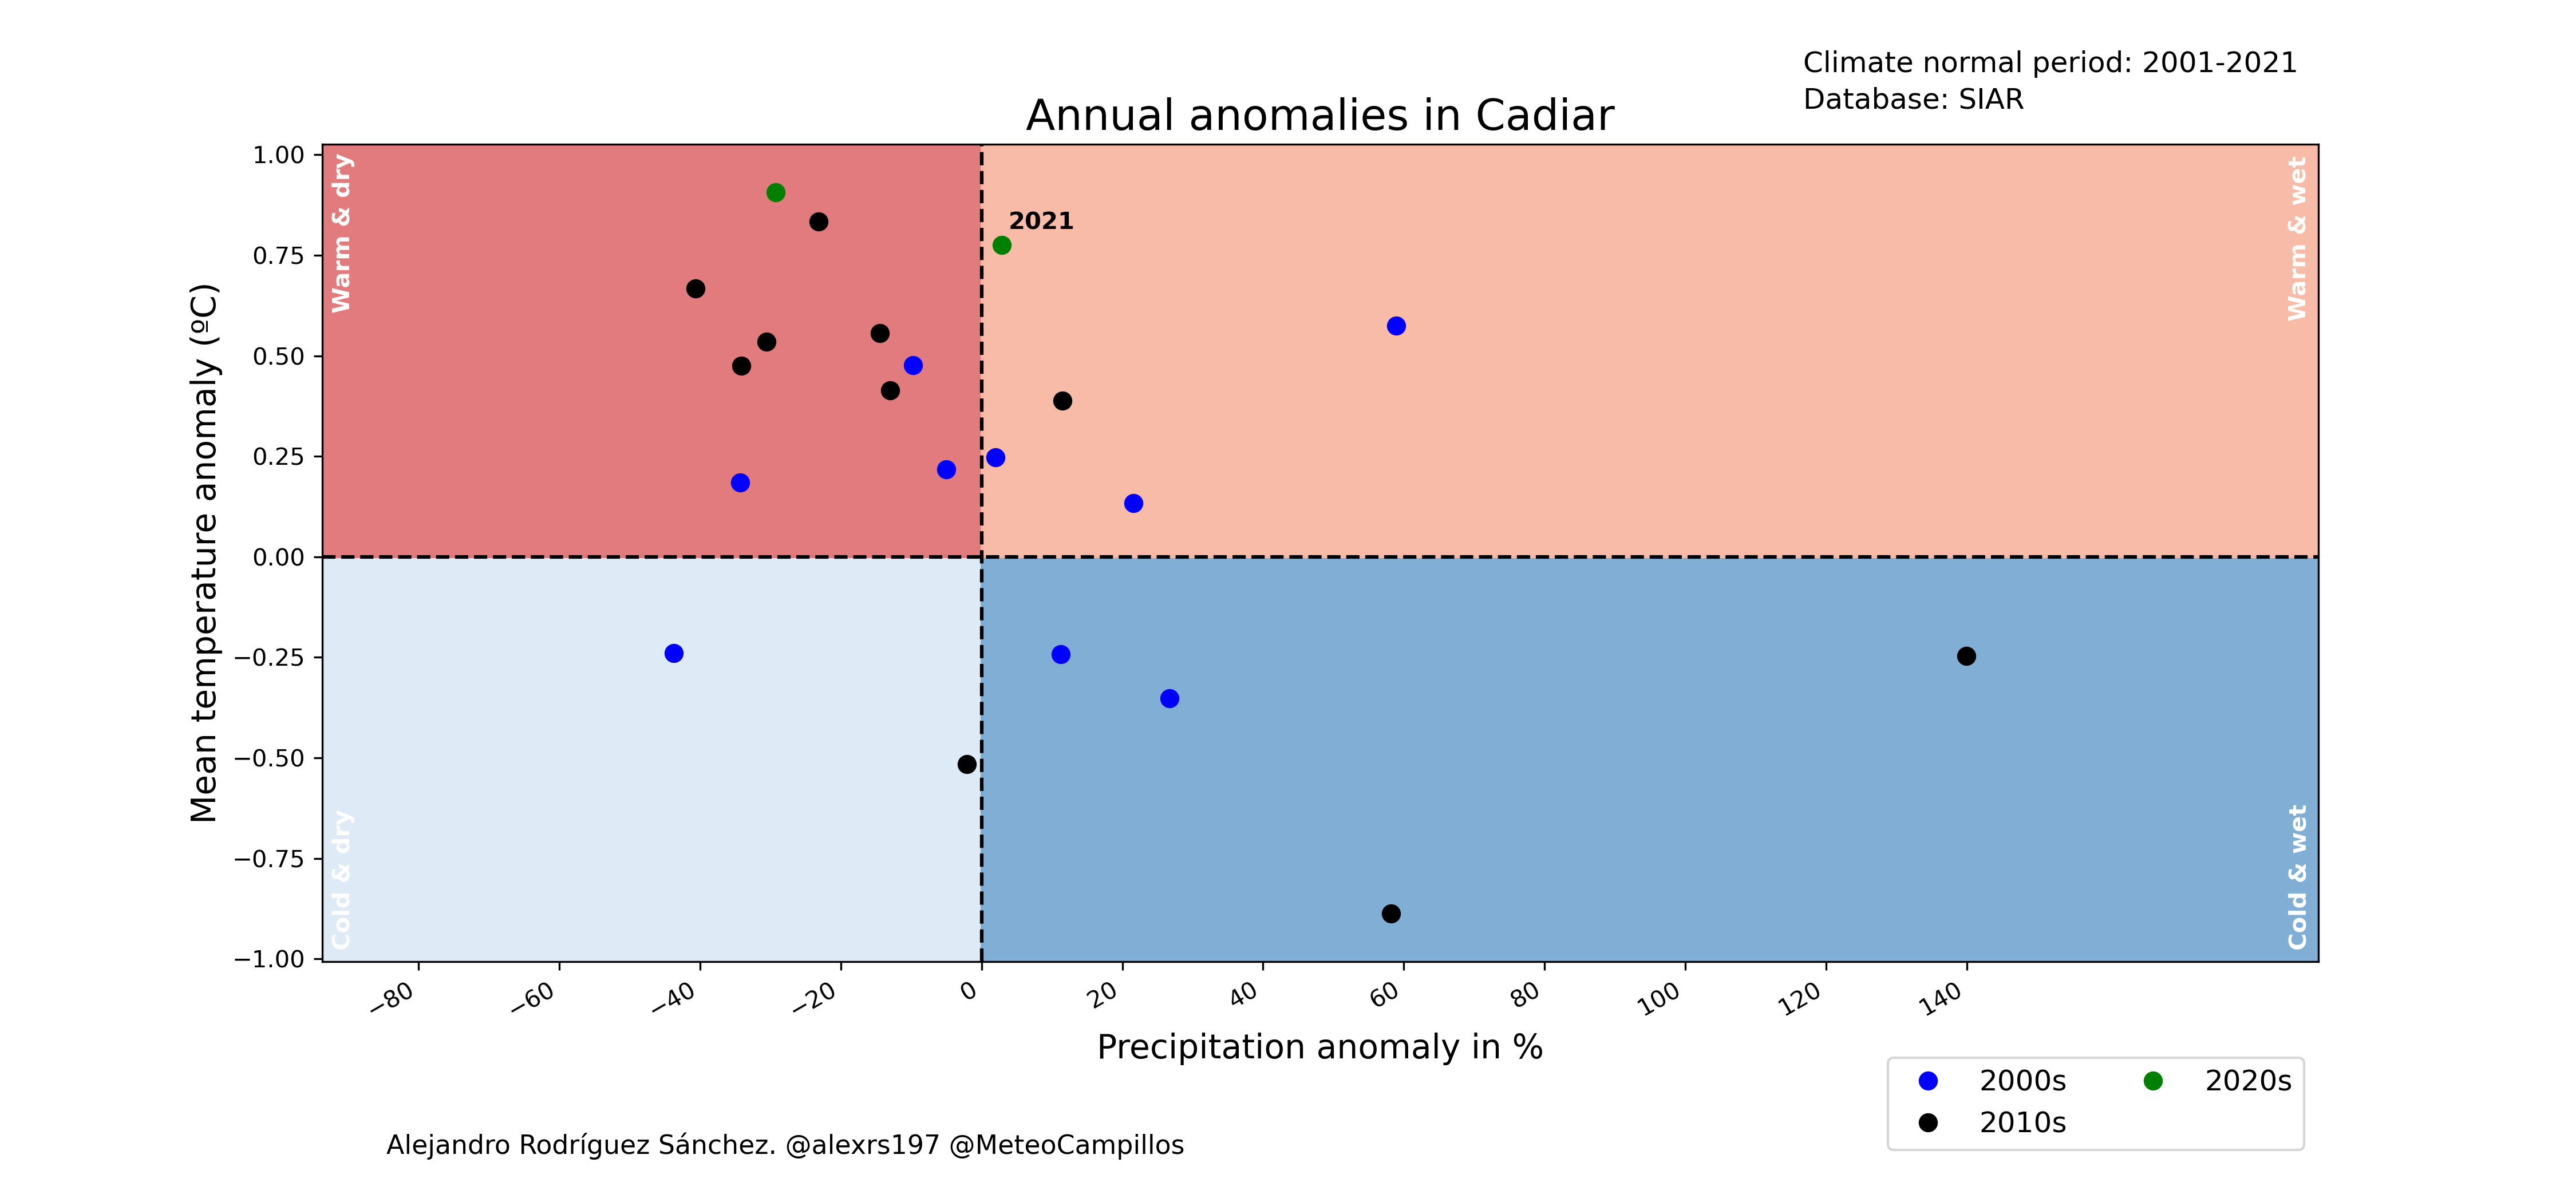 Climate normal period: 2001-2021
Database: SIAR
Annual anomalies in Cadiar
Warm & dry
Warm & wet
Cold & dry
Cold & wet
2021
Mean temperature anomaly (ºC)
1.00
0.75
0.50
0.25
0.00
−0.25
−0.50
−0.75
−1.00
−80
−60
−40
−20
0
20
40
60
80
100
120
140
Precipitation anomaly in %
2000s
2010s
2020s
Alejandro Rodríguez Sánchez. @alexrs197 @MeteoCampillos